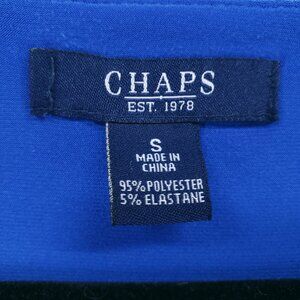 CHAPS
EST. 1978
S
MADE IN
CHINA
95% POLYESTER
5% ELASTANE